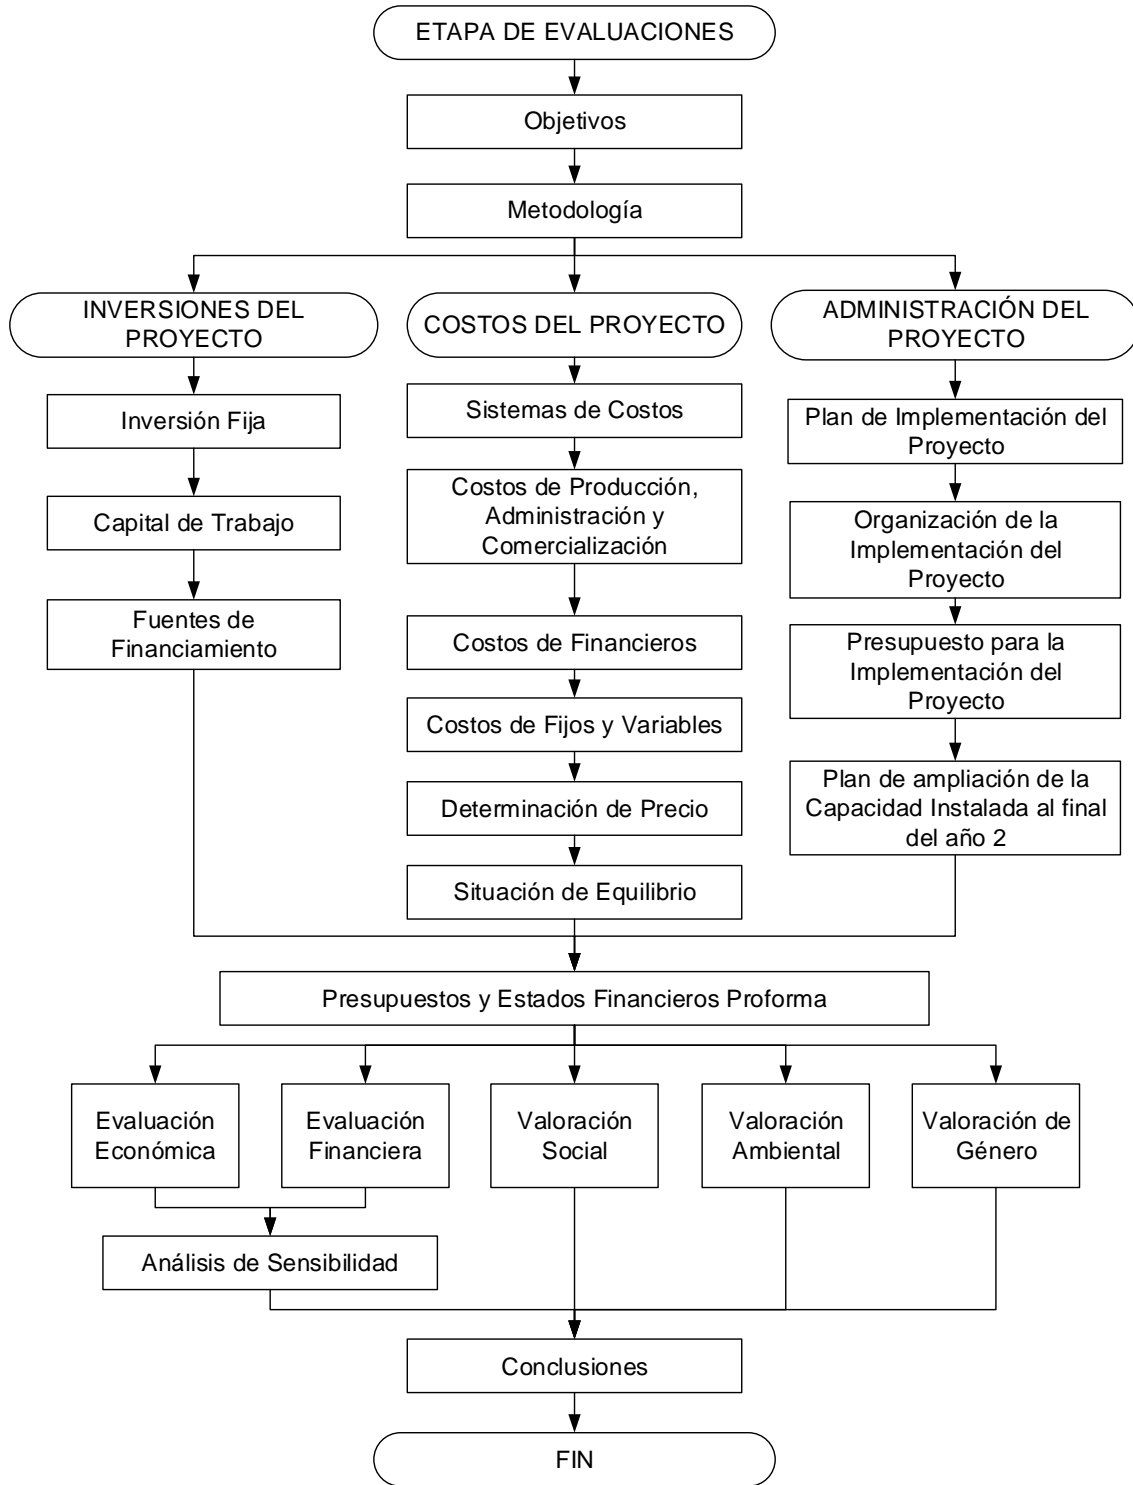 ETAPA DE EVALUACIONES
Objetivos
Metodología
INVERSIONES DEL
PROYECTO
Inversión Fija
Capital de Trabajo
Fuentes de
Financiamiento
COSTOS DEL PROYECTO
Sistemas de Costos
Costos de Producción,
Administración y
Comercialización
Costos de Financieros
Costos de Fijos y Variables
Determinación de Precio
Situación de Equilibrio
ADMINISTRACIÓN DEL
PROYECTO
Plan de Implementación del
Proyecto
Organización de la
Implementación del
Proyecto
Presupuesto para la
Implementación del
Proyecto
Plan de ampliación de la
Capacidad Instalada al final
del año 2
Presupuestos y Estados Financieros Proforma
Evaluación
Económica
Evaluación
Financiera
Valoración
Social
Valoración
Ambiental
Valoración de
Género
Análisis de Sensibilidad
Conclusiones
FIN